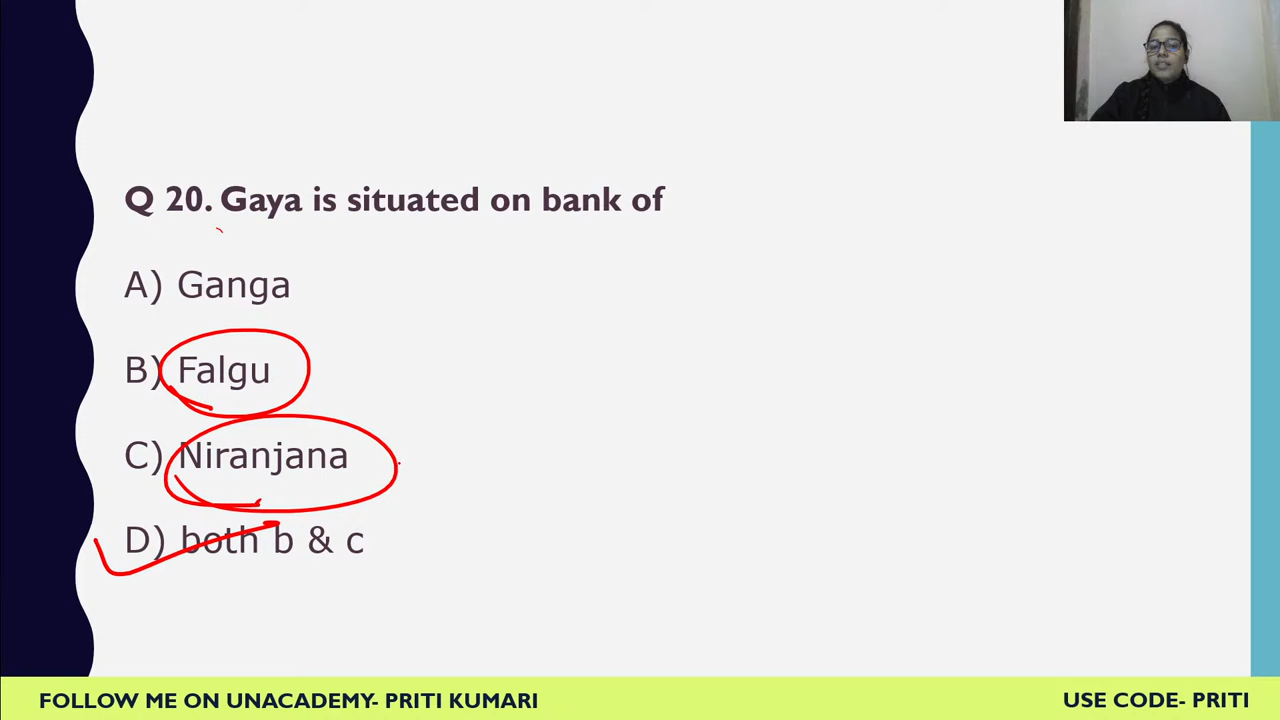 Q 20. Gaya is situated on bank of
A) Ganga
B) Falgu
C) Niranjana
D) both b & c
FOLLOW ME ON UNACADEMY- PRITI KUMARI
USE CODE- PRITI